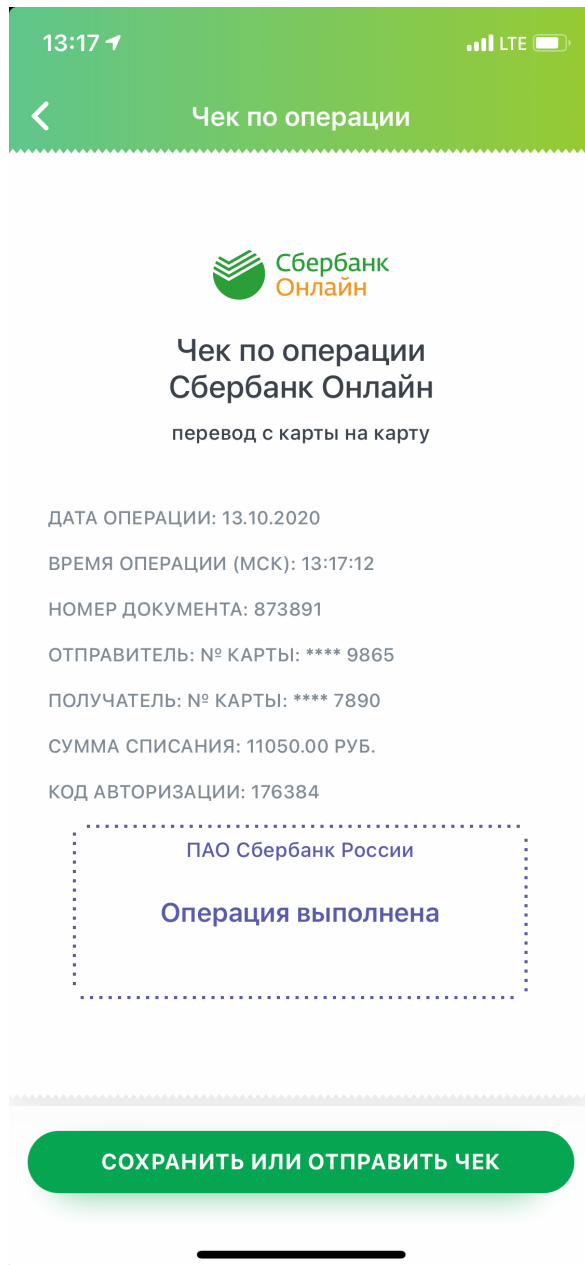 13:17
LTE
Чек по операции
Сбербанк
Онлайн
Чек по операции
Сбербанк Онлайн
перевод с карты на карту
ДАТА ОПЕРАЦИИ: 13.10.2020
ВРЕМЯ ОПЕРАЦИИ (МСК): 13:17:12
НОМЕР ДОКУМЕНТА: 873891
ОТПРАВИТЕЛЬ: № КАРТЫ: **** 9865
ПОЛУЧАТЕЛЬ: № КАРТЫ: **** 7890
СУММА СПИСАНИЯ: 11050.00 РУБ.
КОД АВТОРИЗАЦИИ: 176384
ПАО Сбербанк России
Операция выполнена
СОХРАНИТЬ ИЛИ ОТПРАВИТЬ ЧЕК